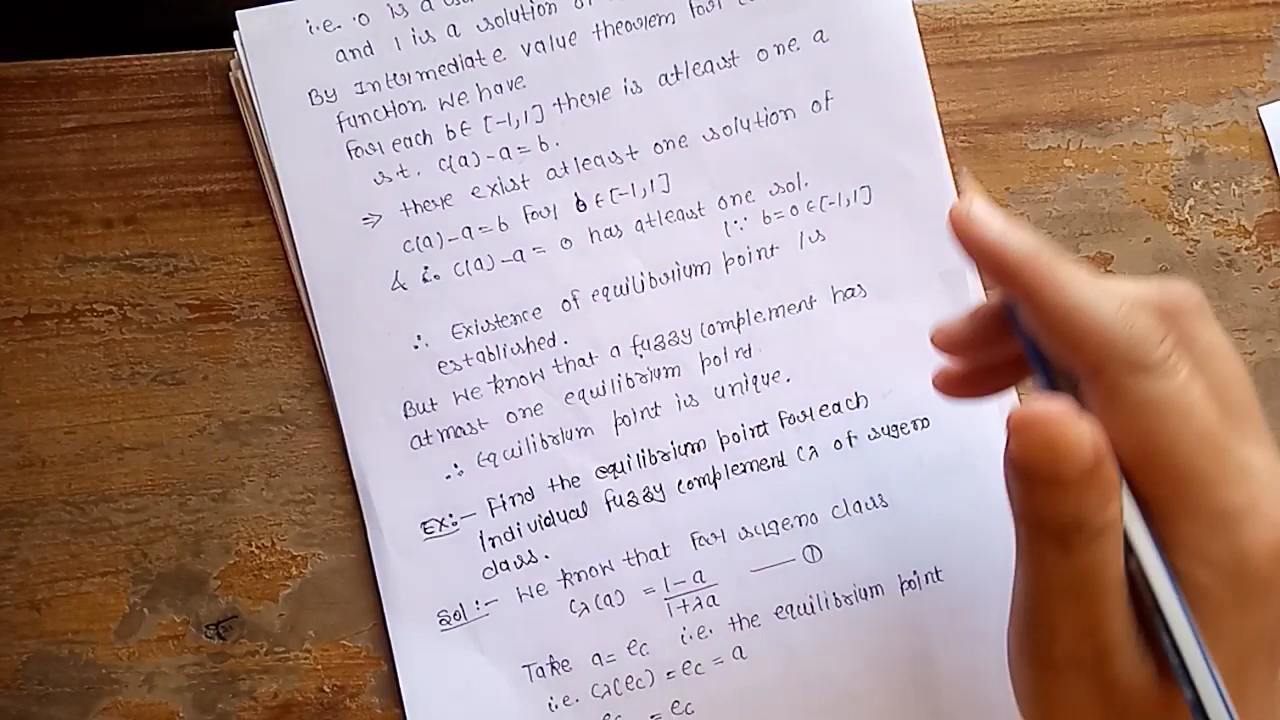 i.e. 0 is a
and 1 is a solution of
By Intermediate value theorem for
function. We have
for each b∈ [-1,1] there is atleast one a
s.t. c(a)-a=b.
⇒ there exist atleast one solution of
c(a)-a=b for b∈[-1,1]
& i. c(a)-a=0 has atleast one sol.
(∵ b=0∈[-1,1]
∴ Existence of equilibrium point is
established.
But we know that a fuzzy complement has
atmost one equilibrium point.
∴ equilibrium point is unique.
Ex:- Find the equilibrium point for each
individual fuzzy complement Cλ of sugeno
class.
Sol:- We know that for sugeno class
Cλ(a) = 1-a / 1+λa —— ①
Take a=ec i.e. the equilibrium point
i.e. Cλ(ec) = ec = a
ec = ec